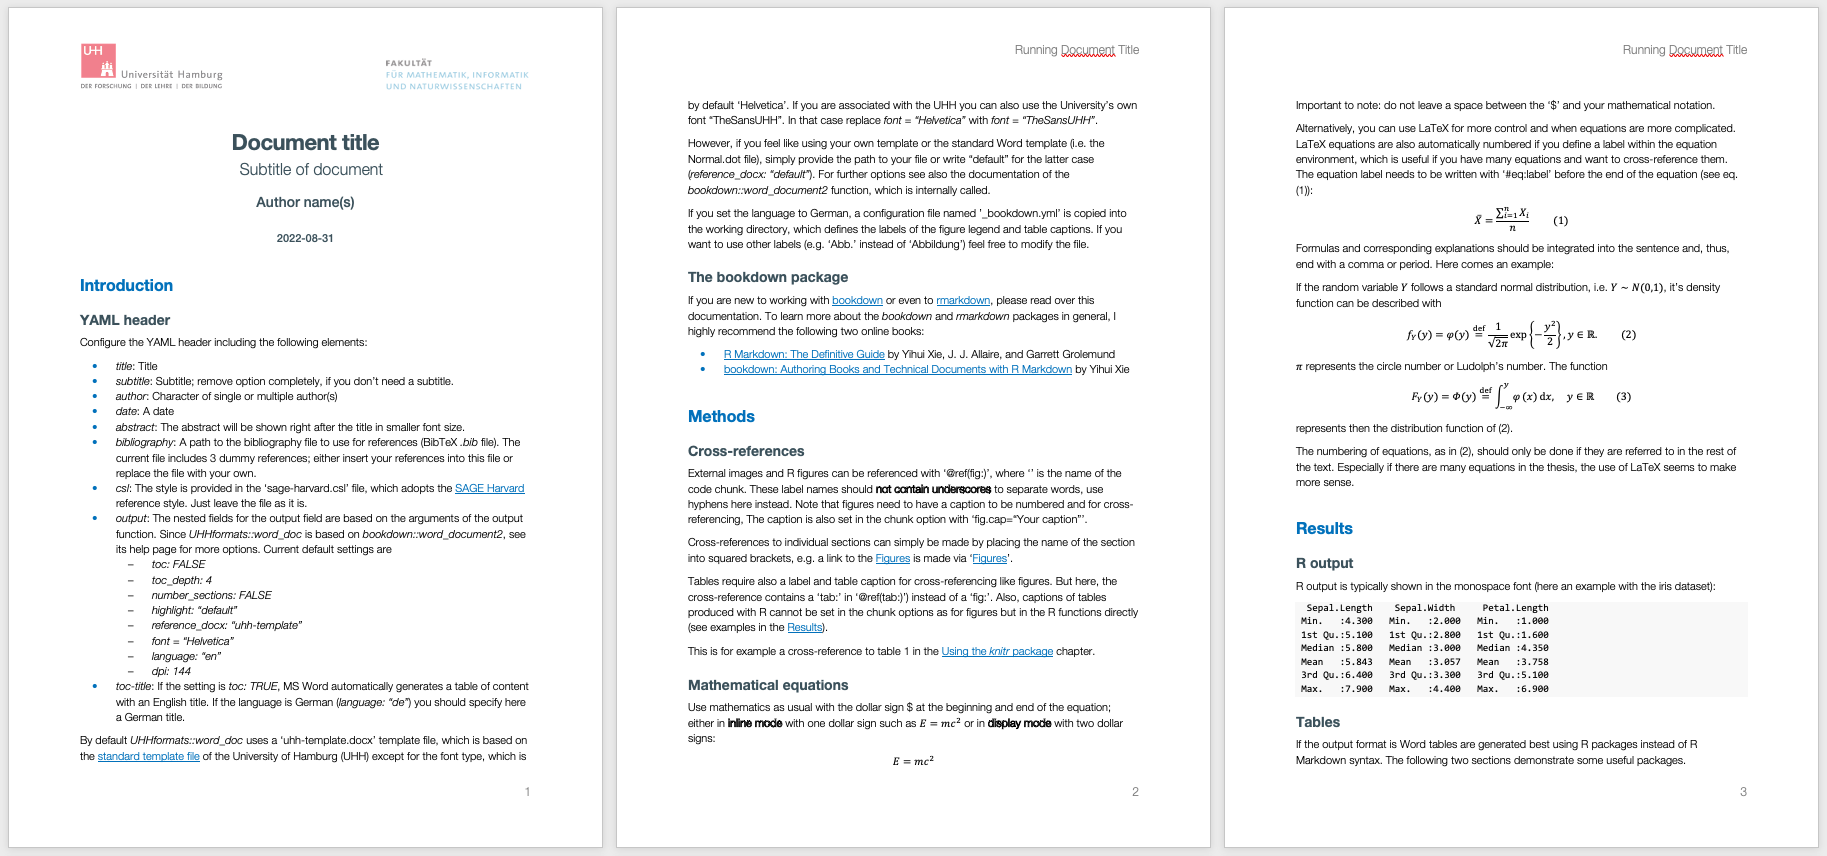 UHH
Universität Hamburg
DER FORSCHUNG | DER LEHRE | DER BILDUNG
FAKULTÄT
FÜR MATHEMATIK, INFORMATIK
UND NATURWISSENSCHAFTEN
Document title
Subtitle of document
Author name(s)
2022-08-31
Introduction
YAML header
Configure the YAML header including the following elements:
• title: Title
• subtitle: Subtitle; remove option completely, if you don’t need a subtitle.
• author: Character of single or multiple author(s)
• date: A date
• abstract: The abstract will be shown right after the title in smaller font size.
• bibliography: A path to the bibliography file to use for references (BibTeX .bib file). The
current file includes 3 dummy references; either insert your references into this file or
replace the file with your own.
• csl: The style is provided in the ‘sage-harvard.csl’ file, which adopts the SAGE Harvard
reference style. Just leave the file as it is.
• output: The nested fields for the output field are based on the arguments of the output
function. Since UHHformats::word_doc is based on bookdown::word_document2, see
its help page for more options. Current default settings are
– toc: FALSE
– toc_depth: 4
– number_sections: FALSE
– highlight: “default”
– reference_docx: “uhh-template”
– font = “Helvetica”
– language: “en”
– dpi: 144
• toc-title: If the setting is toc: TRUE, MS Word automatically generates a table of content
with an English title. If the language is German (language: “de”) you should specify here
a German title.
By default UHHformats::word_doc uses a ‘uhh-template.docx’ template file, which is based on
the standard template file of the University of Hamburg (UHH) except for the font type, which is
1
Running Document Title
by default ‘Helvetica’. If you are associated with the UHH you can also use the University’s own
font “TheSansUHH”. In that case replace font = “Helvetica” with font = “TheSansUHH”.
However, if you feel like using your own template or the standard Word template (i.e. the
Normal.dot file), simply provide the path to your file or write “default” for the latter case
(reference_docx: “default”). For further options see also the documentation of the
bookdown::word_document2 function, which is internally called.
If you set the language to German, a configuration file named ’_bookdown.yml’ is copied into
the working directory, which defines the labels of the figure legend and table captions. If you
want to use other labels (e.g. ‘Abb.’ instead of ‘Abbildung’) feel free to modify the file.
The bookdown package
If you are new to working with bookdown or even to rmarkdown, please read over this
documentation. To learn more about the bookdown and rmarkdown packages in general, I
highly recommend the following two online books:
• R Markdown: The Definitive Guide by Yihui Xie, J. J. Allaire, and Garrett Grolemund
• bookdown: Authoring Books and Technical Documents with R Markdown by Yihui Xie
Methods
Cross-references
External images and R figures can be referenced with ‘@ref(fig:)’, where ‘’ is the name of the
code chunk. These label names should not contain underscores to separate words, use
hyphens here instead. Note that figures need to have a caption to be numbered and for cross-
referencing, The caption is also set in the chunk option with ‘fig.cap=“Your caption”’.
Cross-references to individual sections can simply be made by placing the name of the section
into squared brackets, e.g. a link to the Figures is made via ‘Figures’.
Tables require also a label and table caption for cross-referencing like figures. But here, the
cross-reference contains a ‘tab:’ in ‘@ref(tab:)’) instead of a ‘fig:’. Also, captions of tables
produced with R cannot be set in the chunk options as for figures but in the R functions directly
(see examples in the Results).
This is for example a cross-reference to table 1 in the Using the knitr package chapter.
Mathematical equations
Use mathematics as usual with the dollar sign $ at the beginning and end of the equation;
either in inline mode with one dollar sign such as E = mc² or in display mode with two dollar
signs:
E = mc²
2
Running Document Title
Important to note: do not leave a space between the ‘$’ and your mathematical notation.
Alternatively, you can use LaTeX for more control and when equations are more complicated.
LaTeX equations are also automatically numbered if you define a label within the equation
environment, which is useful if you have many equations and want to cross-reference them.
The equation label needs to be written with ‘#eq:label’ before the end of the equation (see eq.
(1)):
X̄ = ∑ⁿᵢ₌₁ Xᵢ / n (1)
Formulas and corresponding explanations should be integrated into the sentence and, thus,
end with a comma or period. Here comes an example:
If the random variable Y follows a standard normal distribution, i.e. Y ~ N(0,1), it’s density
function can be described with
f_Y(y) = φ(y) def= 1/√2π exp{−y²/2}, y ∈ ℝ. (2)
π represents the circle number or Ludolph’s number. The function
F_Y(y) = Φ(y) def= ∫_−∞^y φ (x) dx, y ∈ ℝ (3)
represents then the distribution function of (2).
The numbering of equations, as in (2), should only be done if they are referred to in the rest of
the text. Especially if there are many equations in the thesis, the use of LaTeX seems to make
more sense.
Results
R output
R output is typically shown in the monospace font (here an example with the iris dataset):
Sepal.Length Sepal.Width Petal.Length
Min. :4.300 Min. :2.000 Min. :1.000
1st Qu.:5.100 1st Qu.:2.800 1st Qu.:1.600
Median :5.800 Median :3.000 Median :4.350
Mean :5.843 Mean :3.057 Mean :3.758
3rd Qu.:6.400 3rd Qu.:3.300 3rd Qu.:5.100
Max. :7.900 Max. :4.400 Max. :6.900
Tables
If the output format is Word tables are generated best using R packages instead of R
Markdown syntax. The following two sections demonstrate some useful packages.
3